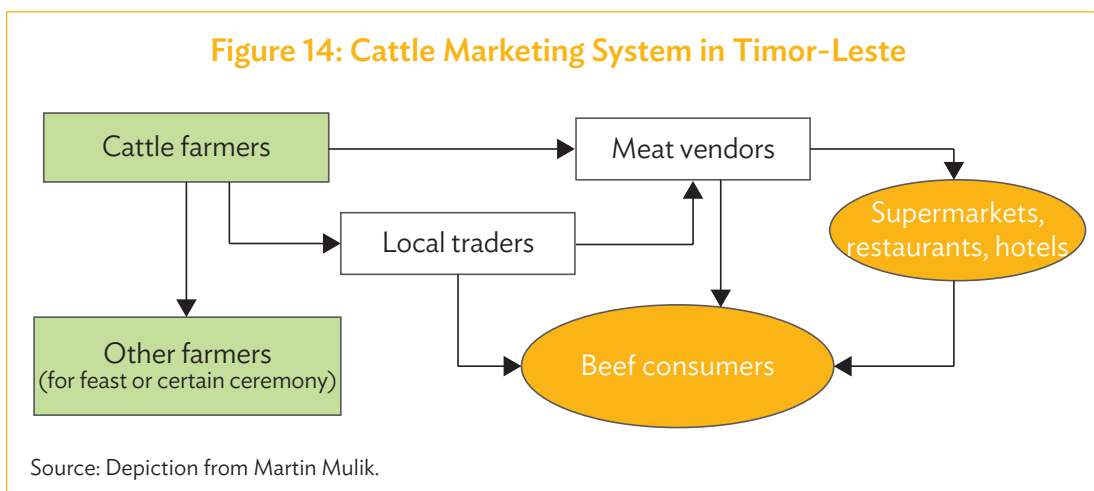 Figure 14: Cattle Marketing System in Timor-Leste
Cattle farmers
Meat vendors
Local traders
Supermarkets,
restaurants, hotels
Other farmers
(for feast or certain ceremony)
Beef consumers
Source: Depiction from Martin Mulik.